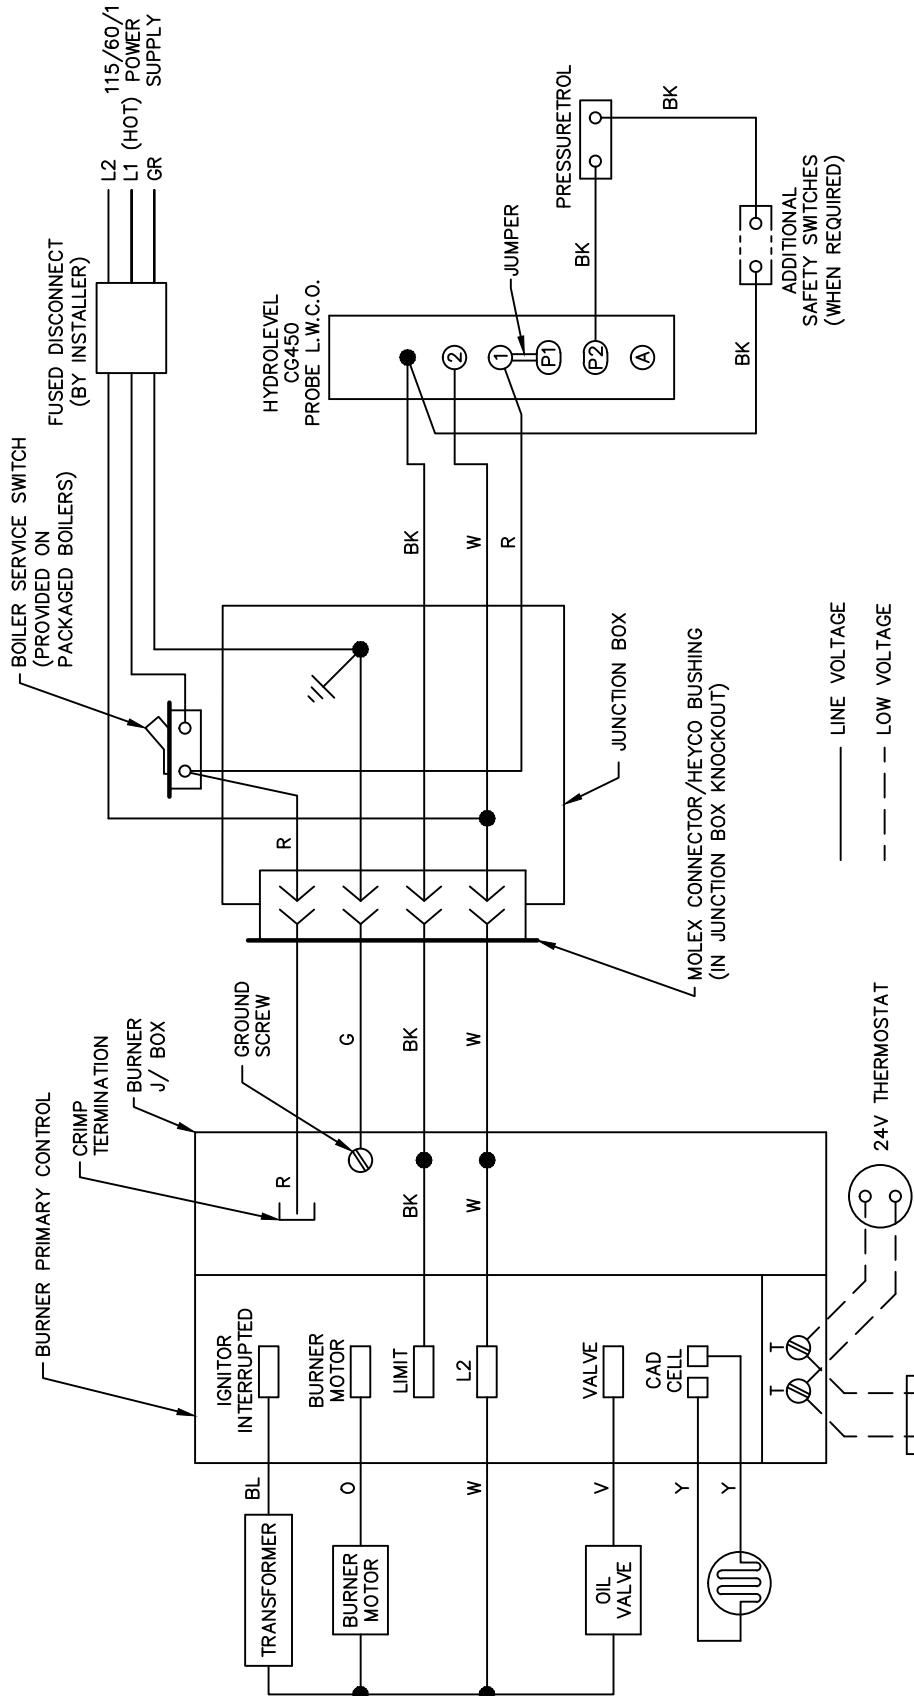 L2
L1 (HOT)
GR
115/60/1
POWER
SUPPLY
FUSED DISCONNECT
(BY INSTALLER)
BOILER SERVICE SWITCH
(PROVIDED ON
PACKAGED BOILERS)
HYDROLEVEL
CG450
PROBE L.W.C.O.
2
1
P1
P2
A
JUMPER
PRESSURETROL
BK
BK
BK
ADDITIONAL
SAFETY SWITCHES
(WHEN REQUIRED)
BK
W
R
R
JUNCTION BOX
MOLEX CONNECTOR/HEYCO BUSHING
(IN JUNCTION BOX KNOCKOUT)
LINE VOLTAGE
LOW VOLTAGE
BURNER PRIMARY CONTROL
CRIMP
TERMINATION
BURNER
J/ BOX
GROUND
SCREW
G
BK
W
R
BK
W
24V THERMOSTAT
IGNITOR
INTERRUPTED
BURNER
MOTOR
LIMIT
L2
VALVE
CAD
CELL
T
T
BL
O
W
V
Y
Y
TRANSFORMER
BURNER
MOTOR
OIL
VALVE